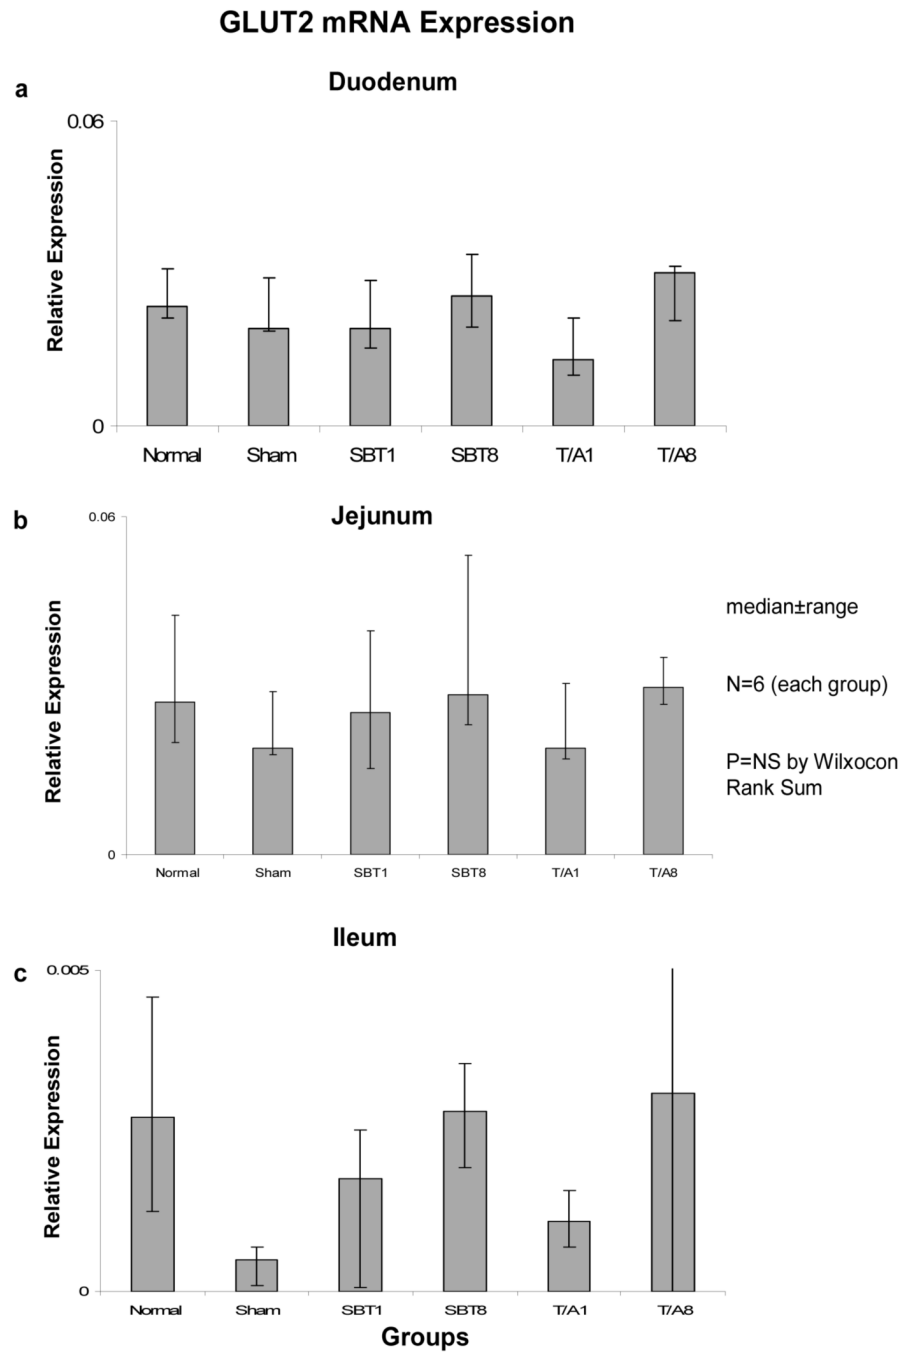 GLUT2 mRNA Expression
a
Duodenum
0.06
Relative Expression
0
Normal Sham SBT1 SBT8 T/A1 T/A8
b
Jejunum
0.06
Relative Expression
0
Normal Sham SBT1 SBT8 T/A1 T/A8
median±range
N=6 (each group)
P=NS by Wilxocon
Rank Sum
Ileum
c
0.005
Relative Expression
0
Normal Sham SBT1 SBT8 T/A1 T/A8
Groups